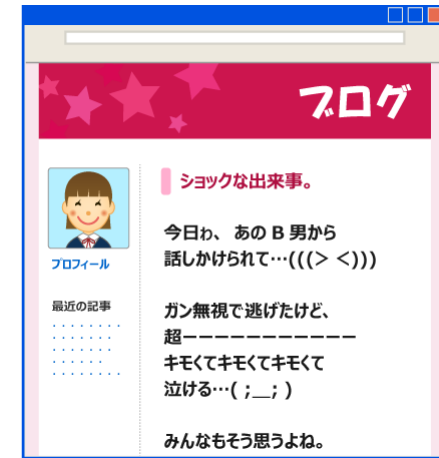 ブログ
ショックな出来事。
プロフィール
最近の記事
今日ゎ、あの B 男から
話しかけられて…(((> <)))
ガン無視で逃げたけど、
超ーーーーーーーーーーー
キモくてキモくてキモくて
泣ける…( ;__; )
みんなもそう思うよね。